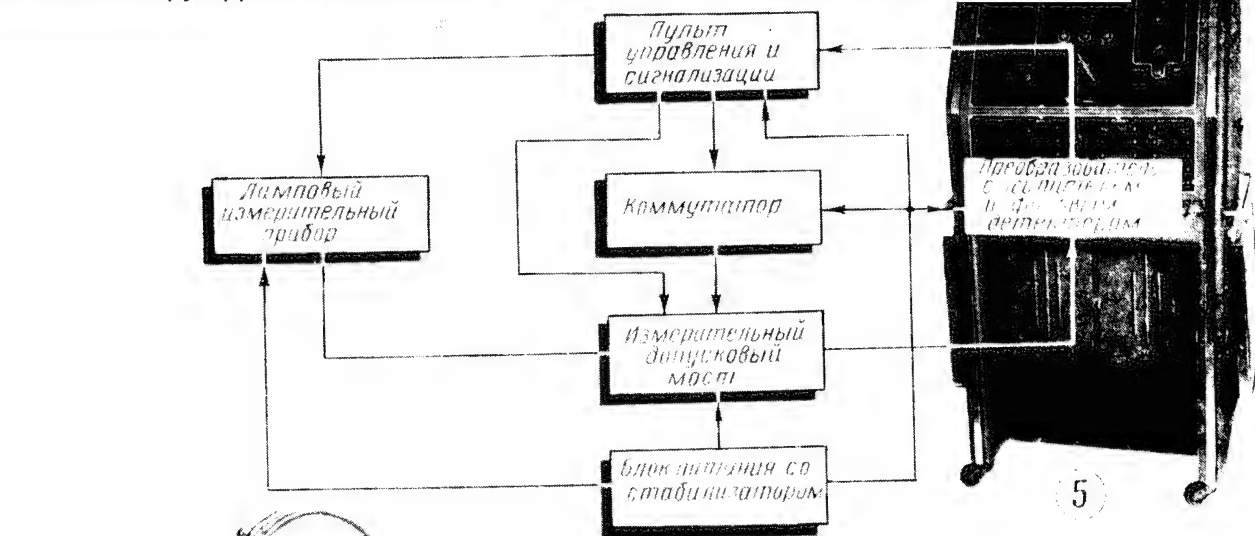 Пульт
управления и
сигнализации
Ламповый
измерительный
прибор
Коммутатор
Преобразователь
с усилителем
и фазовым
детектором
Измерительный
допусковый
мост
Блок питания со
стабилизатором
5